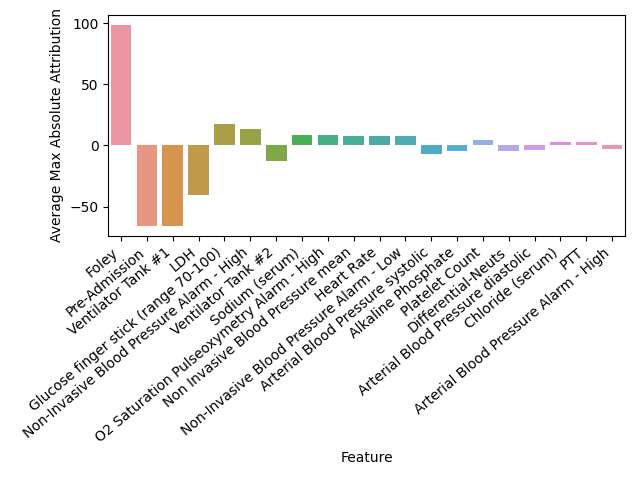 Average Max Absolute Attribution
100
50
0
−50
Foley
Pre-Admission
Ventilator Tank #1
LDH
Glucose finger stick (range 70-100)
Non-Invasive Blood Pressure Alarm - High
Ventilator Tank #2
Sodium (serum)
O2 Saturation Pulseoxymetry Alarm - High
Non Invasive Blood Pressure mean
Heart Rate
Non-Invasive Blood Pressure Alarm - Low
Arterial Blood Pressure systolic
Alkaline Phosphate
Platelet Count
Differential-Neuts
Arterial Blood Pressure diastolic
Chloride (serum)
PTT
Arterial Blood Pressure Alarm - High
Feature